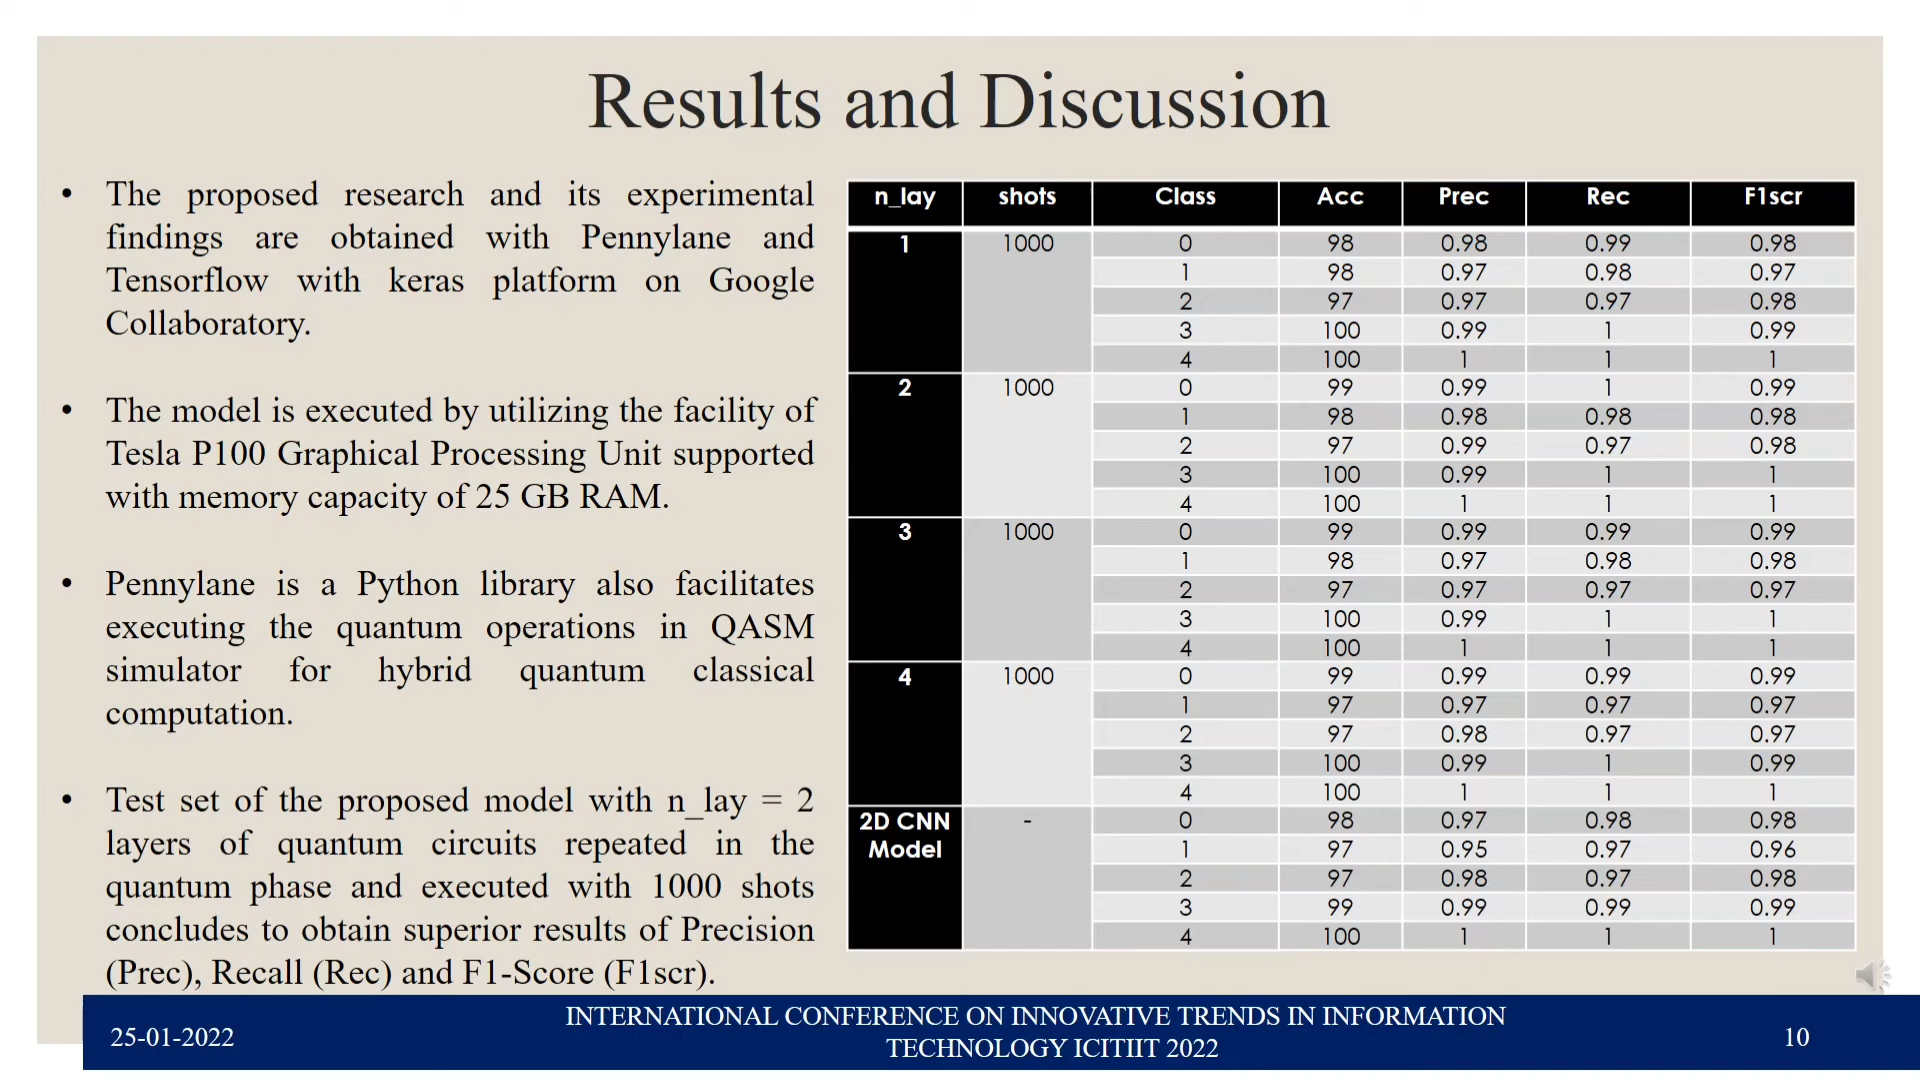 Results and Discussion
• The proposed research and its experimental
findings are obtained with Pennylane and
Tensorflow with keras platform on Google
Collaboratory.
• The model is executed by utilizing the facility of
Tesla P100 Graphical Processing Unit supported
with memory capacity of 25 GB RAM.
• Pennylane is a Python library also facilitates
executing the quantum operations in QASM
simulator for hybrid quantum classical
computation.
• Test set of the proposed model with n_lay = 2
layers of quantum circuits repeated in the
quantum phase and executed with 1000 shots
concludes to obtain superior results of Precision
(Prec), Recall (Rec) and F1-Score (F1scr).
n_lay shots Class Acc Prec Rec F1scr
1 1000 0 98 0.98 0.99 0.98
1 98 0.97 0.98 0.97
2 97 0.97 0.97 0.98
3 100 0.99 1 0.99
4 100 1 1 1
2 1000 0 99 0.99 1 0.99
1 98 0.98 0.98 0.98
2 97 0.99 0.97 0.98
3 100 0.99 1 1
4 100 1 1 1
3 1000 0 99 0.99 0.99 0.99
1 98 0.97 0.98 0.98
2 97 0.97 0.97 0.97
3 100 0.99 1 1
4 100 1 1 1
4 1000 0 99 0.99 0.99 0.99
1 97 0.97 0.97 0.97
2 97 0.98 0.97 0.97
3 100 0.99 1 0.99
4 100 1 1 1
2D CNN - 0 98 0.97 0.98 0.98
Model 1 97 0.95 0.97 0.96
2 97 0.98 0.97 0.98
3 99 0.99 0.99 0.99
4 100 1 1 1
25-01-2022
INTERNATIONAL CONFERENCE ON INNOVATIVE TRENDS IN INFORMATION
TECHNOLOGY ICITIIT 2022
10